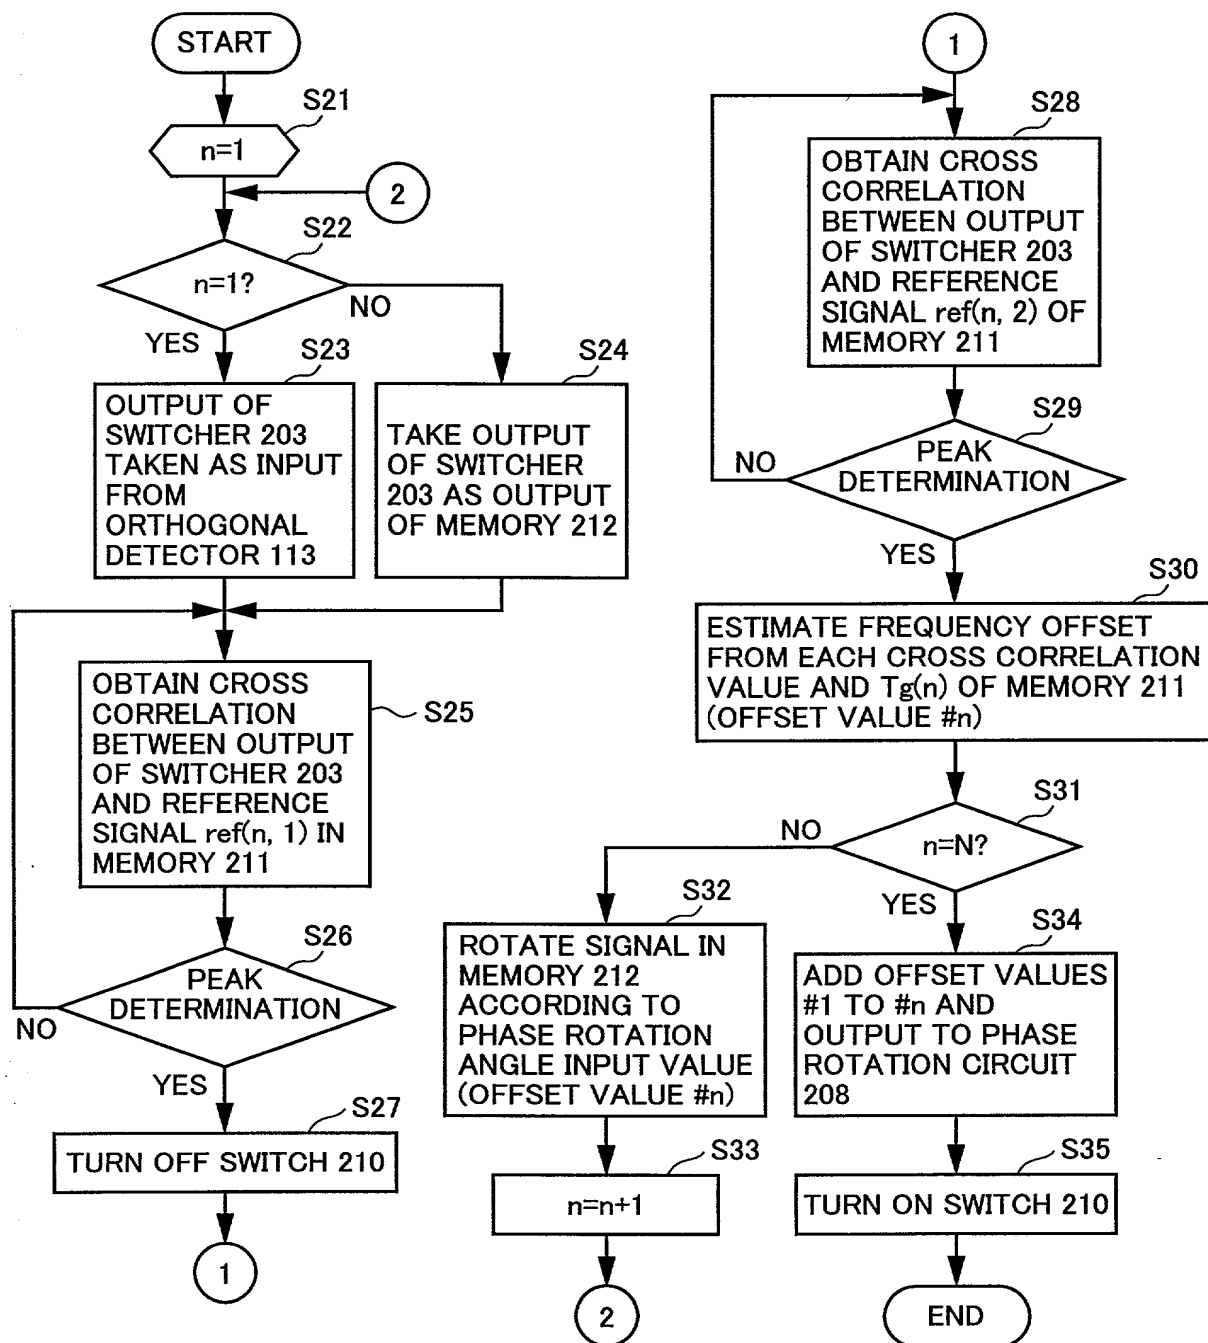 START
S21
n=1
2
S22
n=1?
NO
YES
S23
OUTPUT OF
SWITCHER 203
TAKEN AS INPUT
FROM
ORTHOGONAL
DETECTOR 113
S24
TAKE OUTPUT
OF SWITCHER
203 AS OUTPUT
OF MEMORY 212
S25
OBTAIN CROSS
CORRELATION
BETWEEN OUTPUT
OF SWITCHER 203
AND REFERENCE
SIGNAL ref(n, 1) IN
MEMORY 211
S26
PEAK
DETERMINATION
NO
YES
S27
TURN OFF SWITCH 210
1
1
S28
OBTAIN CROSS
CORRELATION
BETWEEN OUTPUT
OF SWITCHER 203
AND REFERENCE
SIGNAL ref(n, 2) OF
MEMORY 211
S29
PEAK
DETERMINATION
NO
YES
S30
ESTIMATE FREQUENCY OFFSET
FROM EACH CROSS CORRELATION
VALUE AND Tg(n) OF MEMORY 211
(OFFSET VALUE #n)
S31
n=N?
NO
YES
S32
ROTATE SIGNAL IN
MEMORY 212
ACCORDING TO
PHASE ROTATION
ANGLE INPUT VALUE
(OFFSET VALUE #n)
S33
n=n+1
2
S34
ADD OFFSET VALUES
#1 TO #n AND
OUTPUT TO PHASE
ROTATION CIRCUIT
208
S35
TURN ON SWITCH 210
END